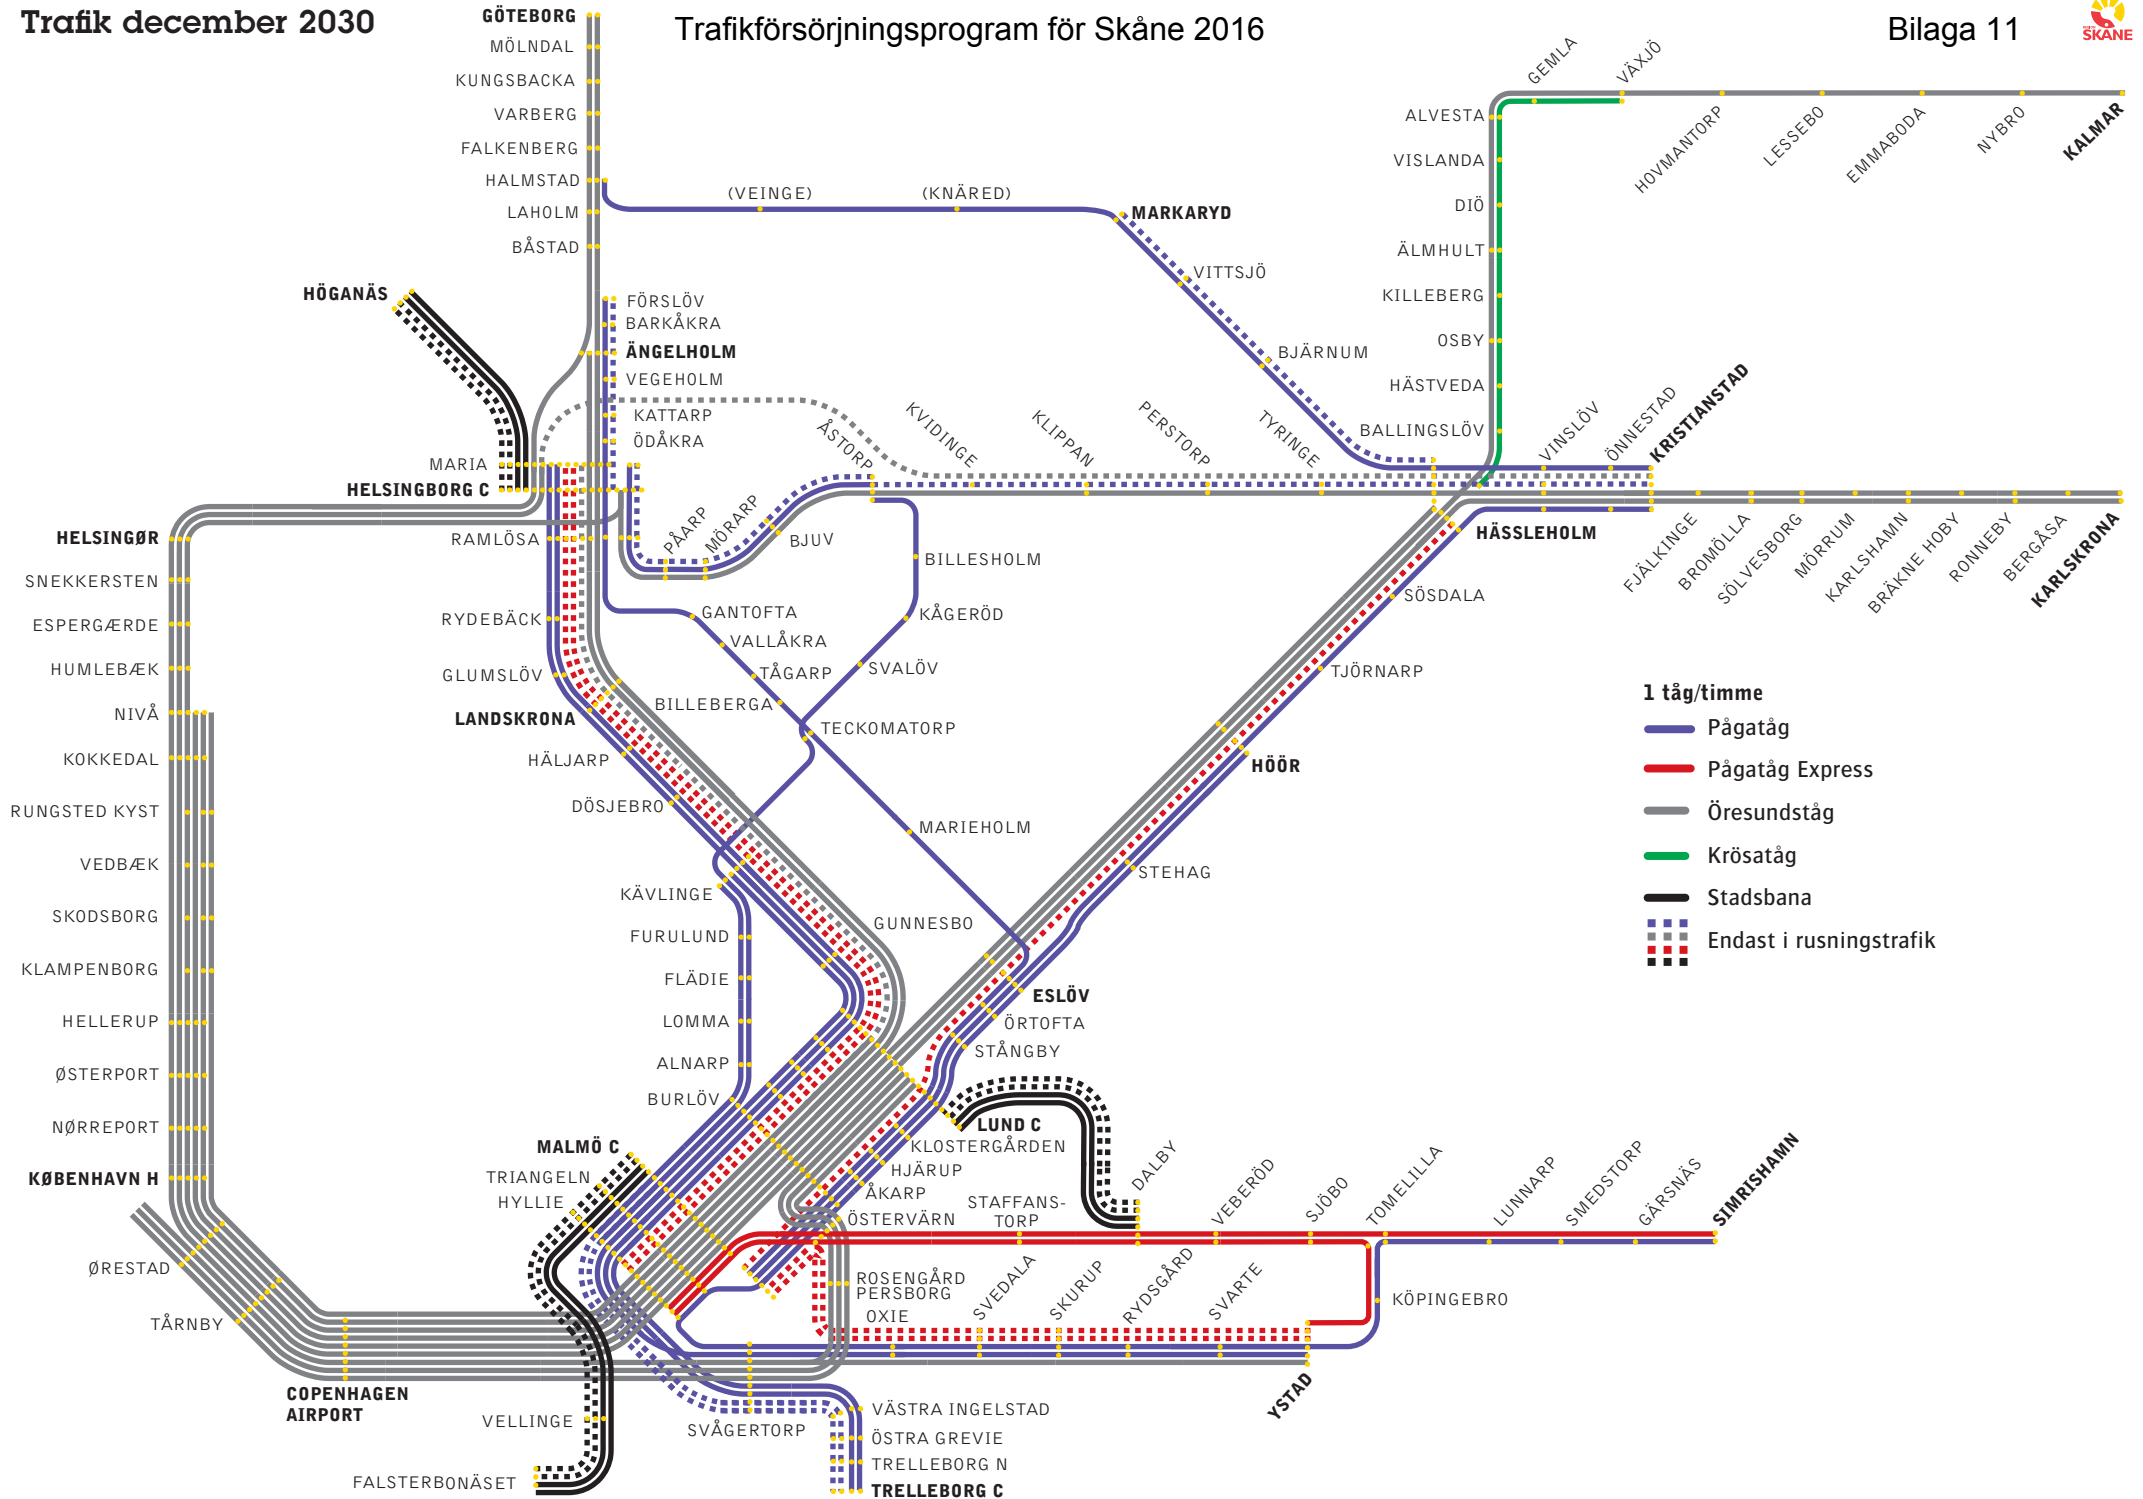 Trafik december 2030
Trafikförsörjningsprogram för Skåne 2016
Bilaga 11
SKÅNE
GÖTEBORG
MÖLNDAL
KUNGSBACKA
VARBERG
FALKENBERG
HALMSTAD
LAHOLM
BÅSTAD
(VEINGE)
(KNÄRED)
MARKARYD
VITTSJÖ
BJÄRNUM
GEMLA
VÄXJÖ
ALVESTA
VISLANDA
DIÖ
ÄLMHULT
KILLEBERG
OSBY
HÄSTVEDA
BALLINGSLÖV
HOVMANTORP
LESSEBO
EMMABODA
NYBRO
KALMAR
HÖGANÄS
FÖRSLÖV
BARKÅKRA
ÄNGELHOLM
VEGEHOLM
KATTARP
ÖDÅKRA
MARIA
HELSINGBORG C
RAMLÖSA
PÅARP
MÖRARP
BJUV
ÅSTORP
KVIDINGE
KLIPPAN
PERSTORP
TYRINGE
VINSLÖV
ÖNNESTAD
KRISTIANSTAD
HÄSSLEHOLM
FJÄLKINGE
BROMÖLLA
SÖLVESBORG
MÖRRUM
KARLSHAMN
BRÄKNE HOBY
RONNEBY
BERGÅSA
KARLSKRONA
HELSINGØR
SNEKKERSTEN
ESPERGÆRDE
HUMLEBÆK
NIVÅ
KOKKEDAL
RUNGSTED KYST
VEDBÆK
SKODSBORG
KLAMPENBORG
HELLERUP
ØSTERPORT
NØRREPORT
KØBENHAVN H
ØRESTAD
TÅRNBY
COPENHAGEN
AIRPORT
RYDEBÄCK
GLUMSLÖV
LANDSKRONA
HÄLJARP
DÖSJEBRO
KÄVLINGE
FURULUND
FLÄDIE
LOMMA
ALNARP
BURLÖV
GANTOFTA
VALLÅKRA
TÅGARP
BILLEBERGA
TECKOMATORP
MARIEHOLM
BILLESHOLM
KÅGERÖD
SVALÖV
GUNNESBO
SÖSDALA
TJÖRNARP
HÖÖR
STEHAG
ESLÖV
ÖRTOFTA
STÅNGBY
LUND C
KLOSTERGÅRDEN
HJÄRUP
ÅKARP
ÖSTERVÄRN
MALMÖ C
TRIANGELN
HYLLIE
STAFFANS-
TORP
DALBY
VEBERÖD
SJÖBO
TOMELILLA
LUNNARP
SMEDSTORP
GÄRSNÄS
SIMRISHAMN
ROSENGÅRD
PERSBORG
OXIE
SVEDALA
SKURUP
RYDSGÅRD
SVARTE
KÖPINGEBRO
YSTAD
SVÅGERTORP
VÄSTRA INGELSTAD
ÖSTRA GREVIE
TRELLEBORG N
TRELLEBORG C
VELLINGE
FALSTERBONÄSET
1 tåg/timme
Pågatåg
Pågatåg Express
Öresundståg
Krösatåg
Stadsbana
Endast i rusningstrafik